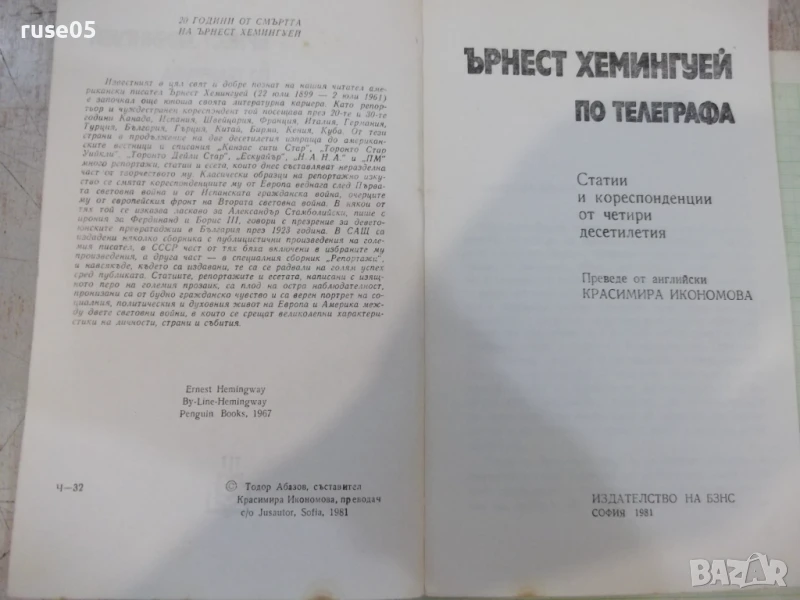 ruse05
20 ГОДИНИ ОТ СМЪРТТА
НА ЪРНЕСТ ХЕМИНГУЕЙ
Известният в цял свят и добре познат на нашия читател аме-
рикански писател Ърнест Хемингуей (22 юли 1899 — 2 юли 1961)
е започнал още юноша своята литературна кариера. Като репор-
тьор и чуждестранен кореспондент той посещава през 20-те и 30-те
години Канада, Испания, Швейцария, Франция, Италия, Германия,
Турция, България, Гърция, Китай, Бирма, Кения, Куба. От тези
страни в продължение на две десетилетия изпраща до американ-
ските вестници и списания „Канзас сити Стар", „Торонто Стар
Уикли", „Торонто Дейли Стар", „Ескуайър", „Н. А. Н. А." и „ПМ"
много репортажи, статии и есета, които днес съставляват неразделна
част от творчеството му. Класически образци на репортажно изку-
ство се смятат кореспонденциите му от Европа веднага след Първа-
та световна война и от Испанската гражданска война, очерците
му от европейския фронт на Втората световна война. В някои от
тях той се изказва ласкаво за Александър Стамболийски, пише с
ирония за Фердинанд и Борис III, говори с презрение за девето-
юнските превратаджии в България през 1923 година. В САЩ са
издадени няколко сборника с публицистични произведения на голе-
мия писател, в СССР част от тях бяха включени в избраните му
произведения, а друга част — в специалния сборник „Репортажи", и
навсякъде, където са издавани, те са се радвали на голям успех
сред публиката. Статиите, репортажите и есетата, написани с изящ-
ното перо на големия прозаик, са плод на остра наблюдателност,
пронизани са от будно гражданско чувство и са верен портрет на со-
циалния, политическия и духовния живот на Европа и Америка меж-
ду двете световни войни, в които се срещат великолепни характерис-
тики на личности, страни и събития.
Ernest Hemingway
By-Line-Hemingway
Penguin Books, 1967
Ч—32
© Тодор Абазов, съставител
Красимира Икономова, преводач
c/o Jusautor, Sofia, 1981
ЪРНЕСТ ХЕМИНГУЕЙ
ПО ТЕЛЕГРАФА
Статии
и кореспонденции
от четири
десетилетия
Преведе от английски
КРАСИМИРА ИКОНОМОВА
ИЗДАТЕЛСТВО НА БЗНС
СОФИЯ 1981
BAZAR